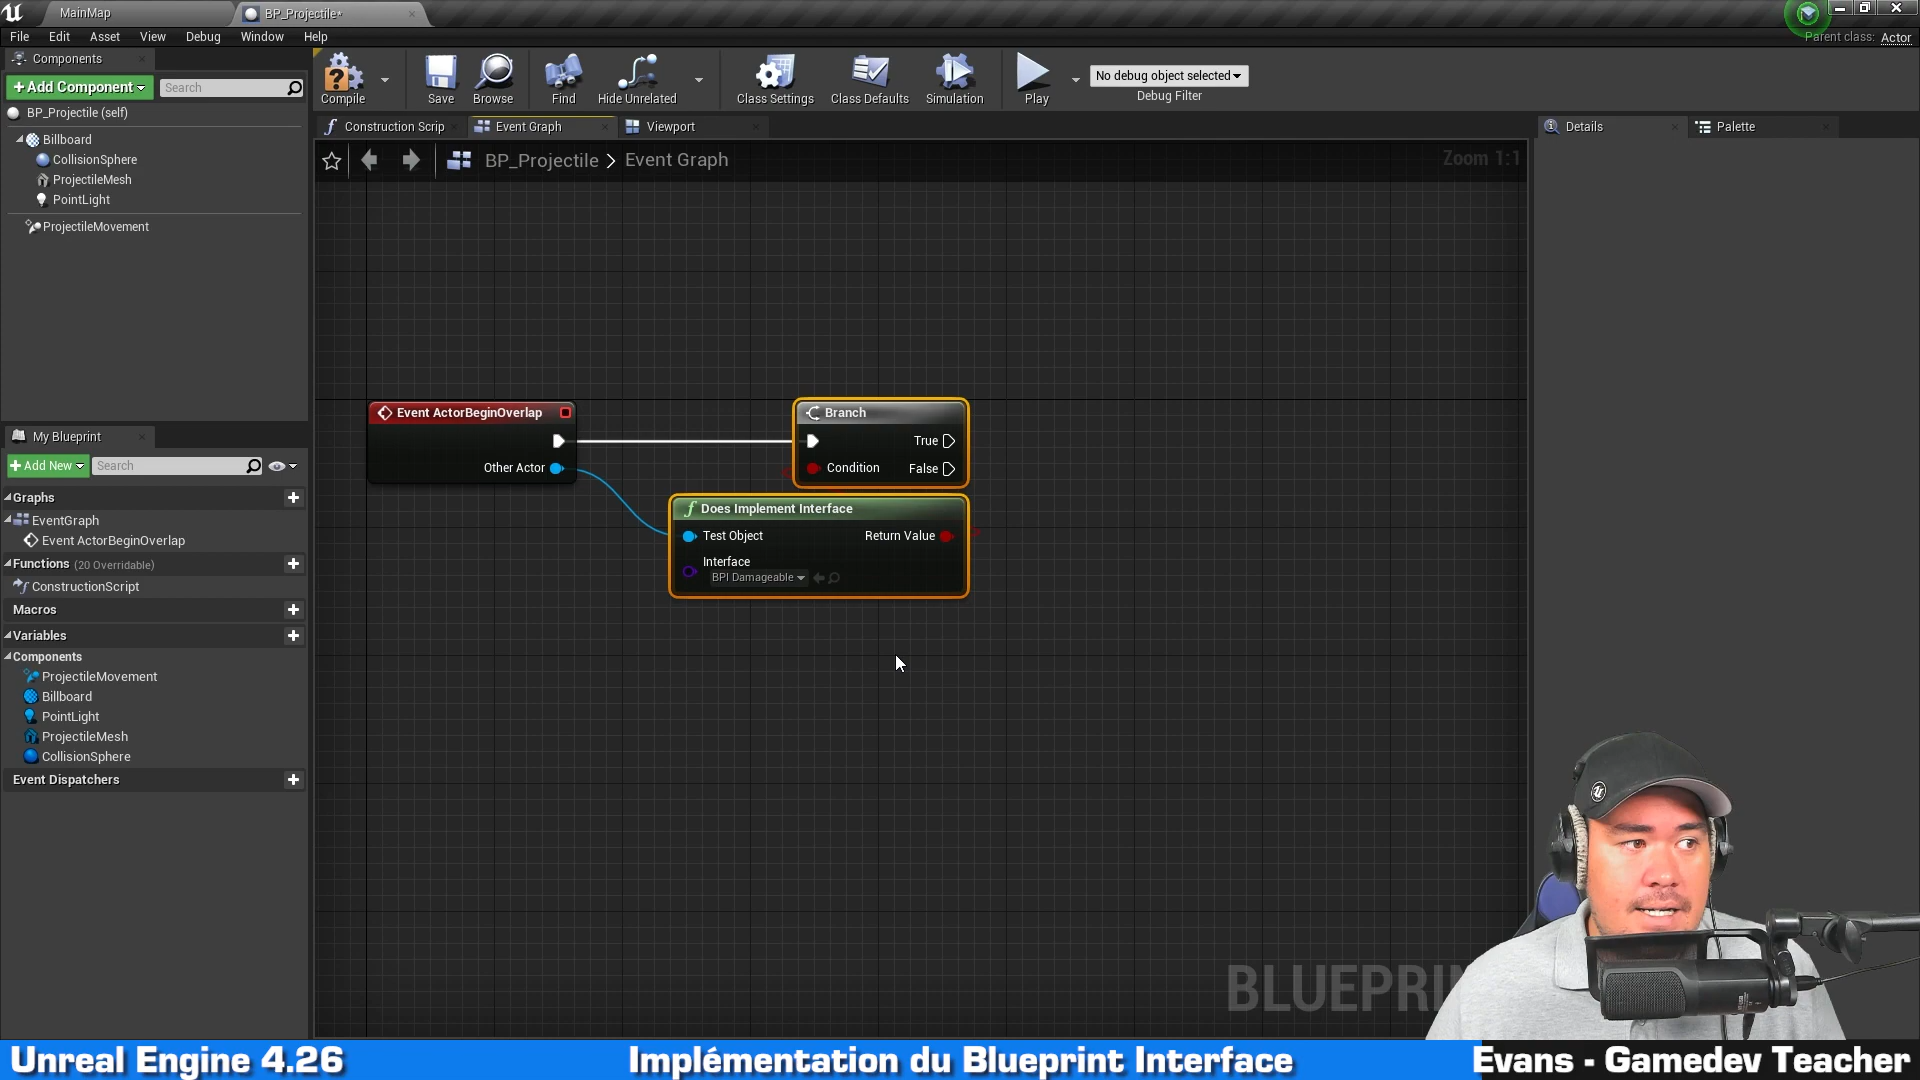 MainMap
BP_Projectile*
File Edit Asset View Debug Window Help
Parent class: Actor
Components
+Add Component
Search
BP_Projectile (self)
Billboard
CollisionSphere
ProjectileMesh
PointLight
ProjectileMovement
Compile
Save
Browse
Find
Hide Unrelated
Class Settings
Class Defaults
Simulation
Play
No debug object selected
Debug Filter
Construction Scrip
Event Graph
Viewport
BP_Projectile > Event Graph
Zoom 1:1
Details
Palette
Event ActorBeginOverlap
Other Actor
Branch
True
Condition
False
Does Implement Interface
Test Object
Return Value
Interface
BPI Damageable
My Blueprint
+Add New
Search
Graphs
EventGraph
Event ActorBeginOverlap
Functions (20 Overridable)
ConstructionScript
Macros
Variables
Components
ProjectileMovement
Billboard
PointLight
ProjectileMesh
CollisionSphere
Event Dispatchers
BLUEPRIN
Unreal Engine 4.26
Implémentation du Blueprint Interface
Evans - Gamedev Teacher